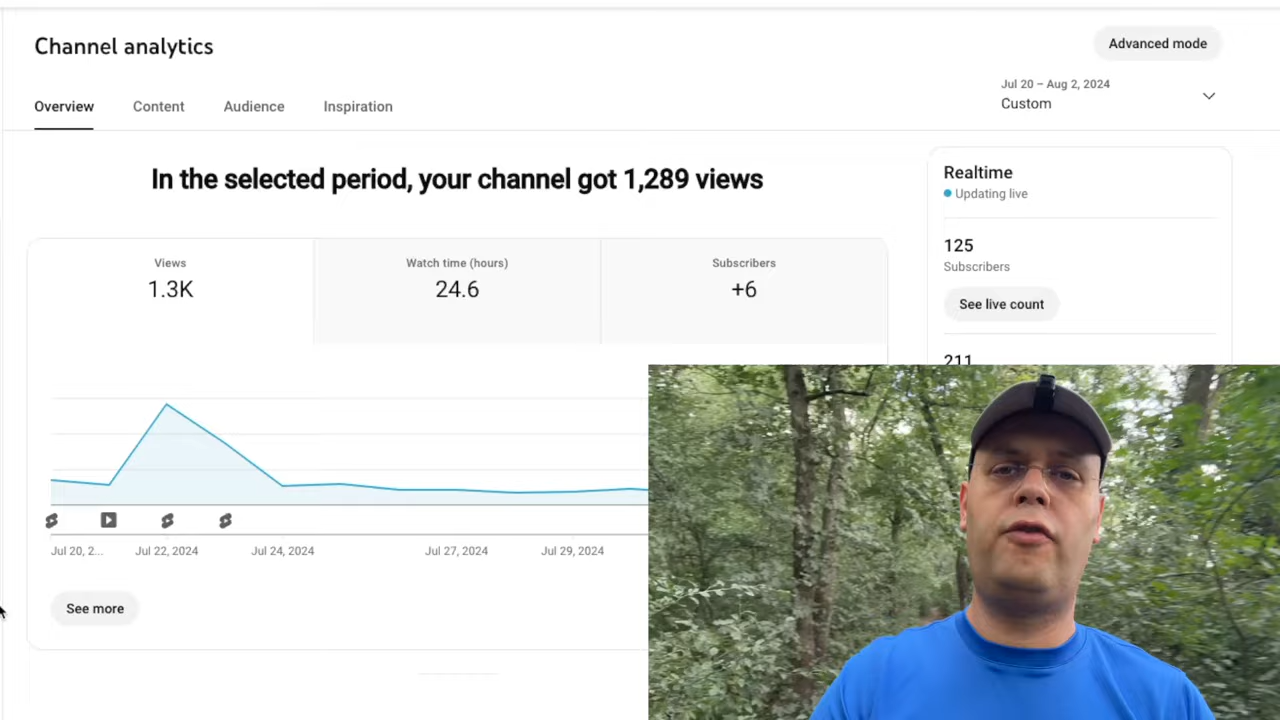 Channel analytics
Advanced mode
Overview
Content
Audience
Inspiration
Jul 20 – Aug 2, 2024
Custom
In the selected period, your channel got 1,289 views
Realtime
Updating live
125
Subscribers
See live count
211
Views
1.3K
Watch time (hours)
24.6
Subscribers
+6
Jul 20, 2...
Jul 22, 2024
Jul 24, 2024
Jul 27, 2024
Jul 29, 2024
See more